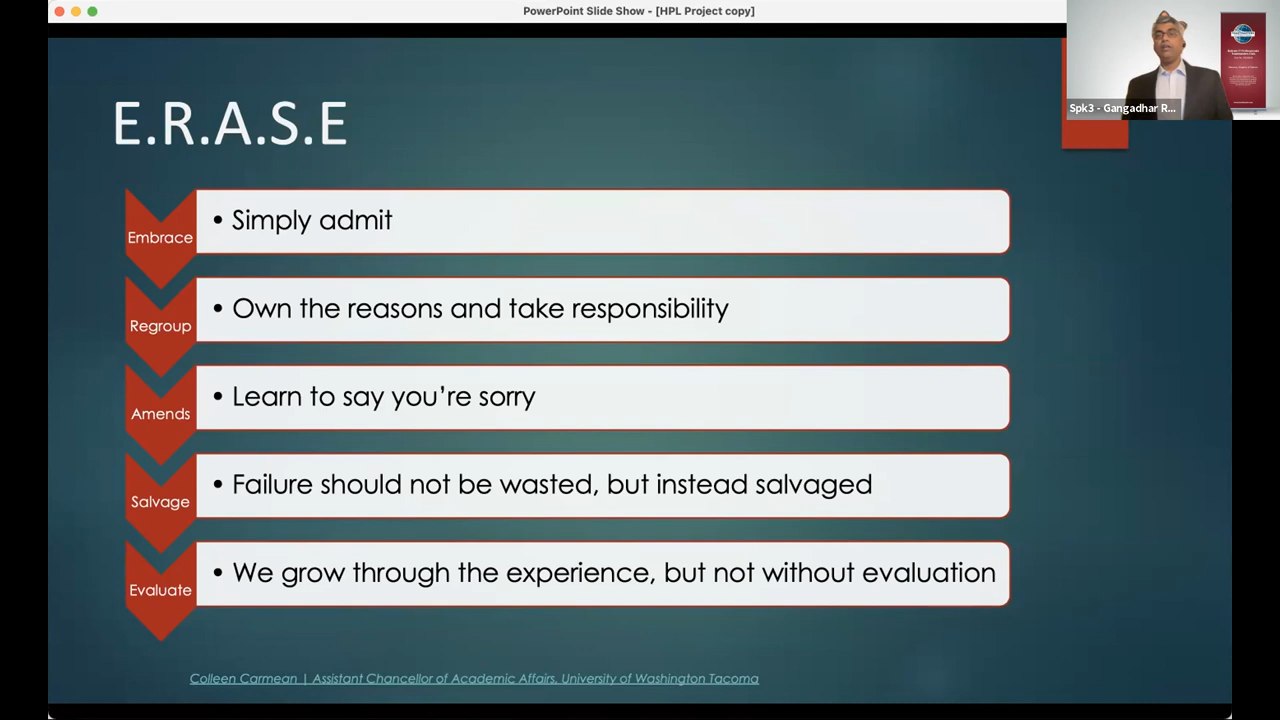 PowerPoint Slide Show - [HPL Project copy]
Spk3 - Gangadhar R...
E.R.A.S.E
Embrace
• Simply admit
Regroup
• Own the reasons and take responsibility
Amends
• Learn to say you’re sorry
Salvage
• Failure should not be wasted, but instead salvaged
Evaluate
• We grow through the experience, but not without evaluation
Colleen Carmean | Assistant Chancellor of Academic Affairs, University of Washington Tacoma